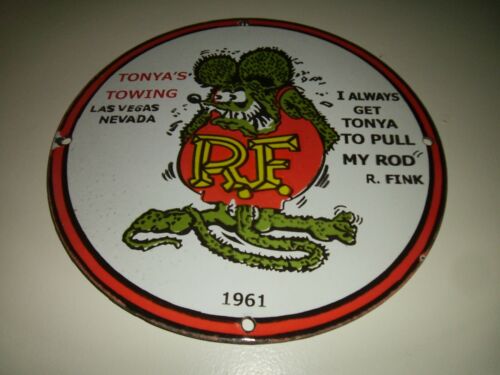 TONYA'S
TOWING
LAS VEGAS
NEVADA
R.F.
I ALWAYS
GET
TONYA
TO PULL
MY ROD
R. FINK
1961